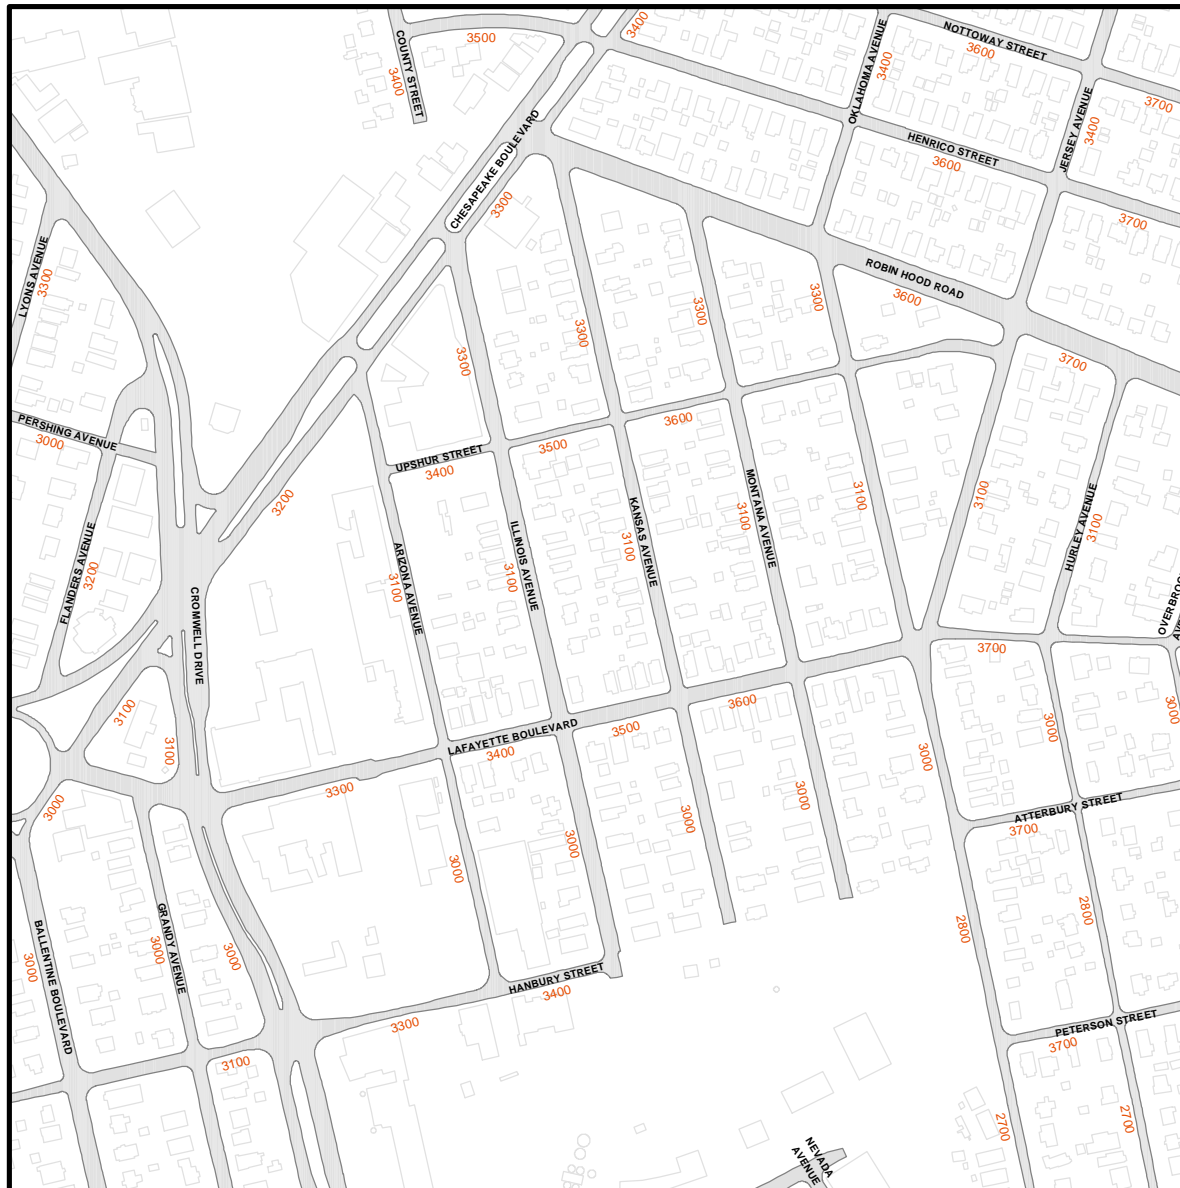 3400
NOTTOWAY STREET
3600
3500
COUNTY STREET
3400
OKLAHOMA AVENUE
3400
3700
JERSEY AVENUE
3400
HENRICO STREET
3600
CHESAPEAKE BOULEVARD
3300
3700
LYONS AVENUE
3300
ROBIN HOOD ROAD
3600
3300
3300
3300
3300
3700
PERSHING AVENUE
3000
3600
3500
UPSHUR STREET
3400
3200
MONTANA AVENUE
3100
3100
3100
KANSAS AVENUE
3100
ILLINOIS AVENUE
3100
ARIZONA AVENUE
3100
HURLEY AVENUE
3100
FLANDERS AVENUE
3200
CROMWELL DRIVE
OVERBROO
AVE
3700
3100
3100
3600
3500
LAFAYETTE BOULEVARD
3400
3300
3000
3000
3000
3000
ATTERBURY STREET
3700
3000
3000
3000
3000
3000
2800
2800
GRANDY AVENUE
3000
3000
BALLENTINE BOULEVARD
3000
HANBURY STREET
3400
3300
3100
PETERSON STREET
3700
2700
2700
NEVADA
AVENUE